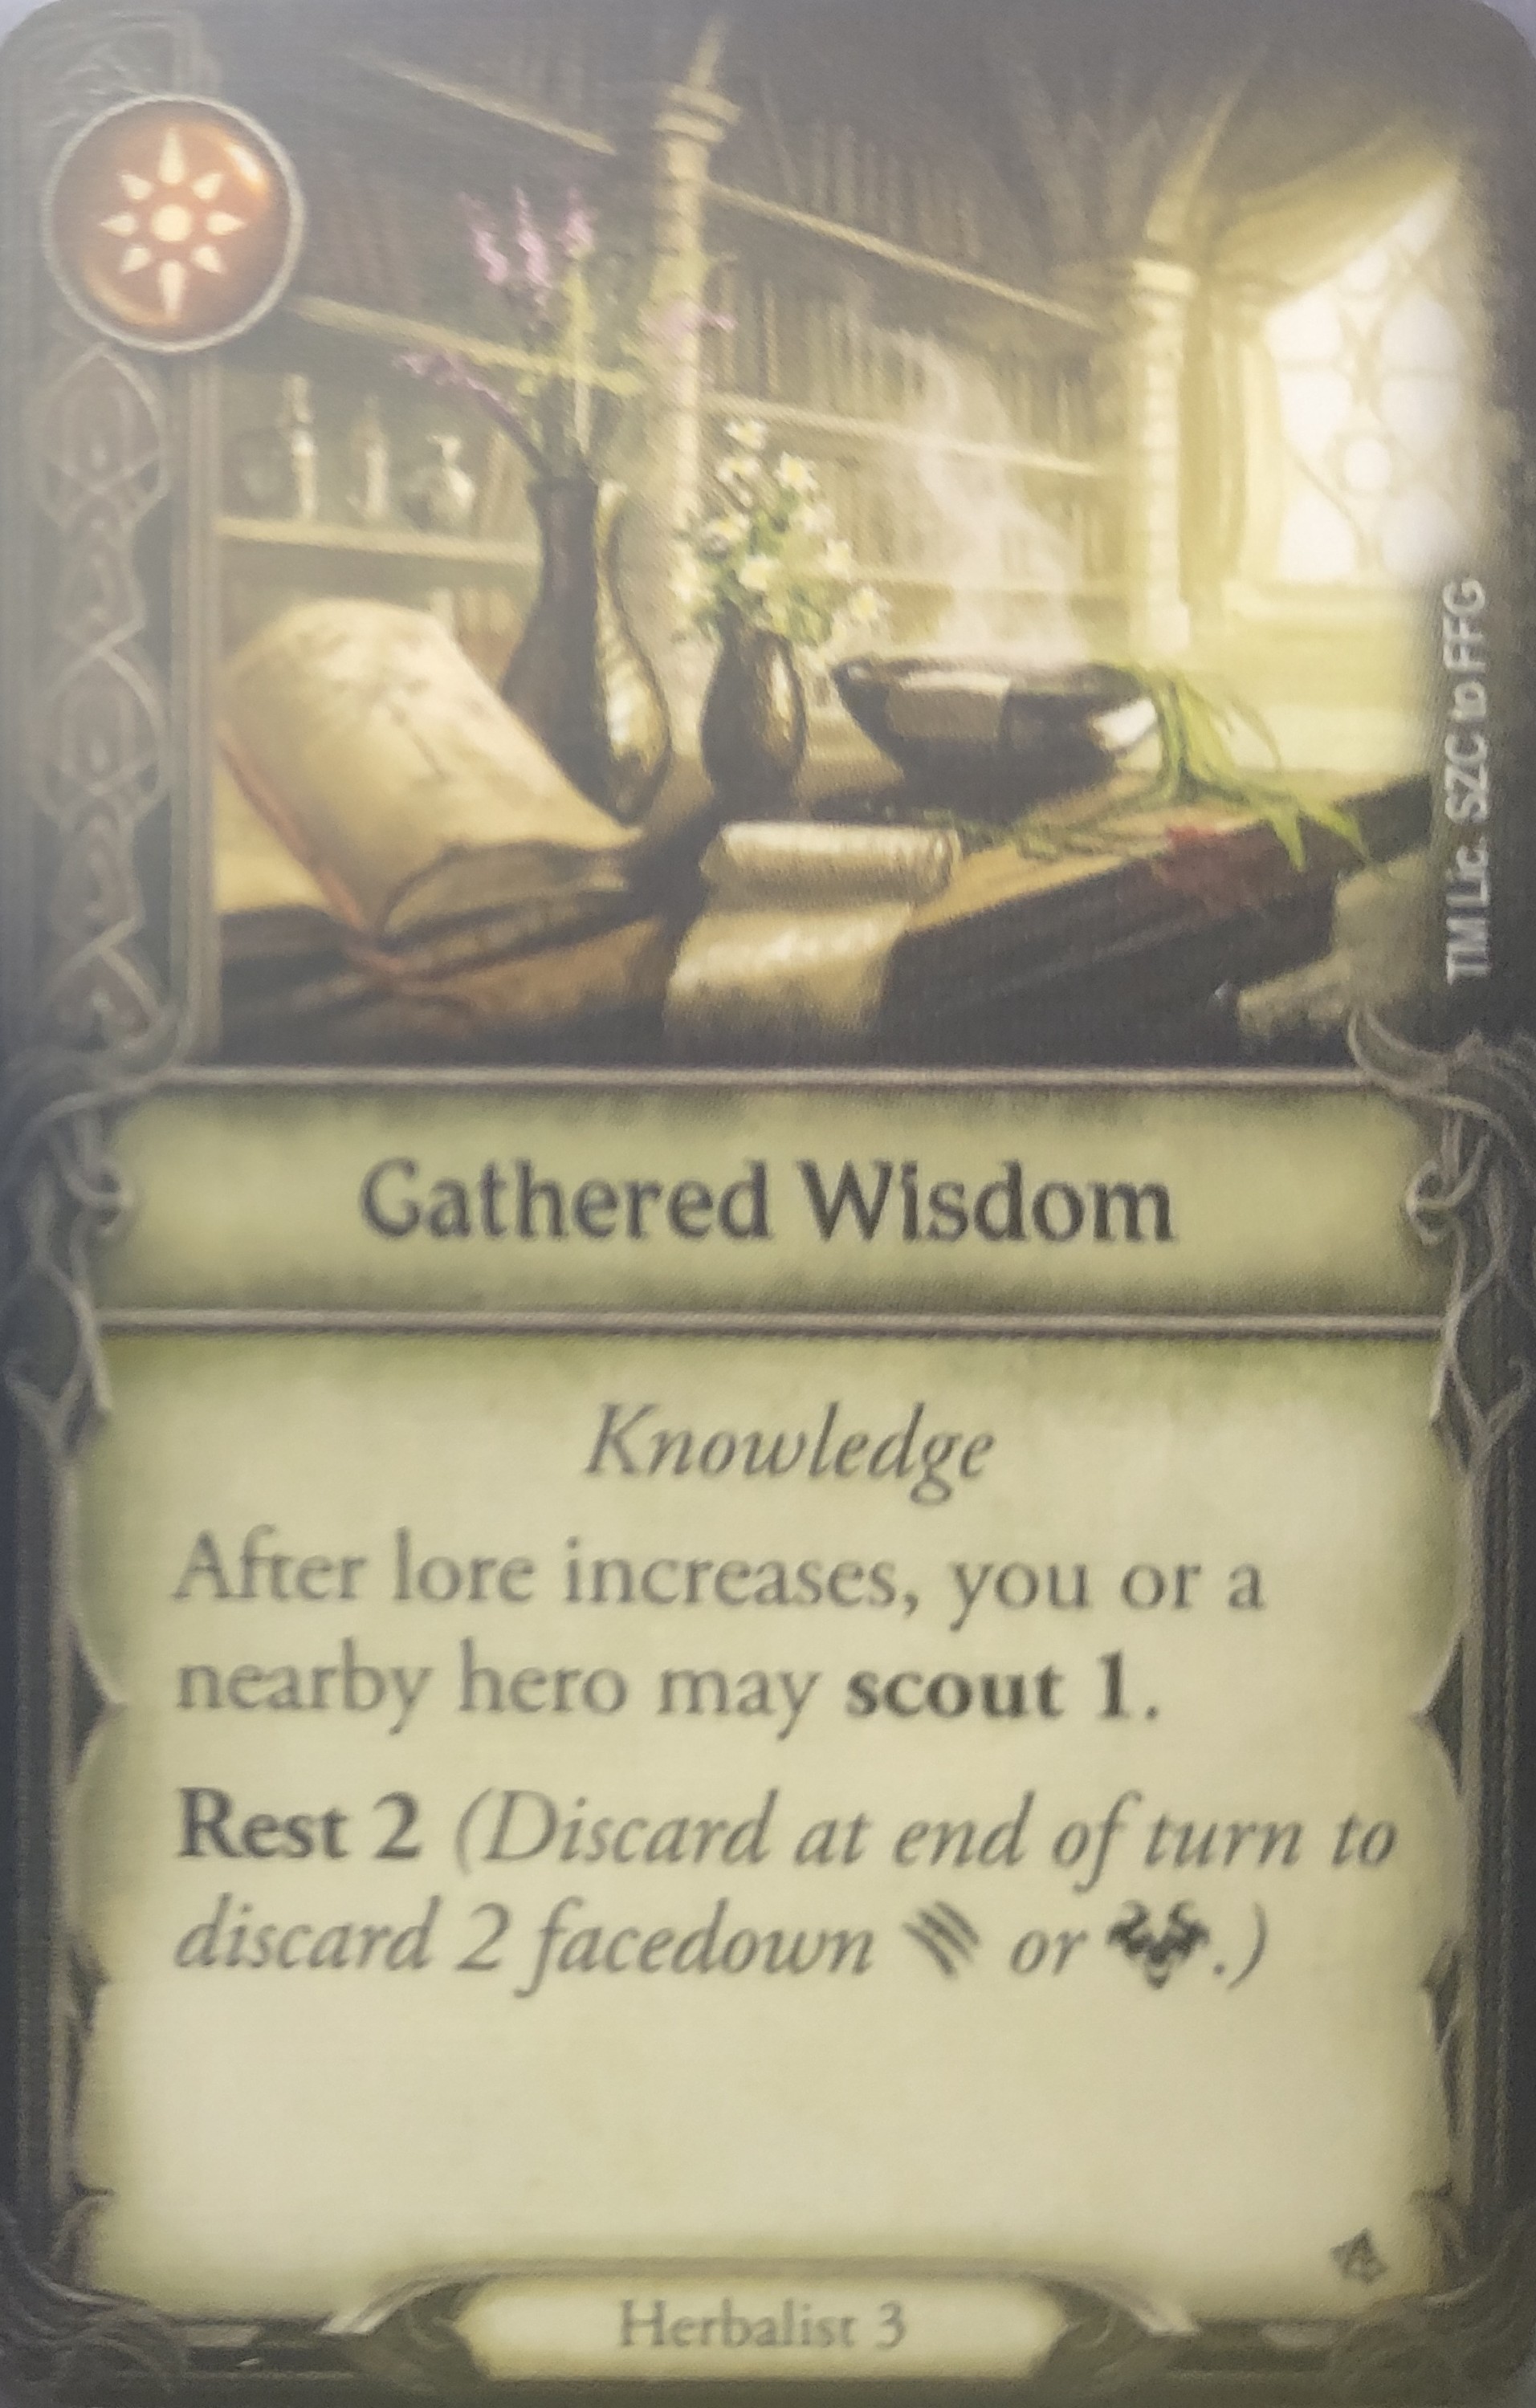 TM Lic. SZC to FFG
Gathered Wisdom
Knowledge
After lore increases, you or a
nearby hero may scout 1.
Rest 2 (Discard at end of turn to
discard 2 facedown or .)
Herbalist 3